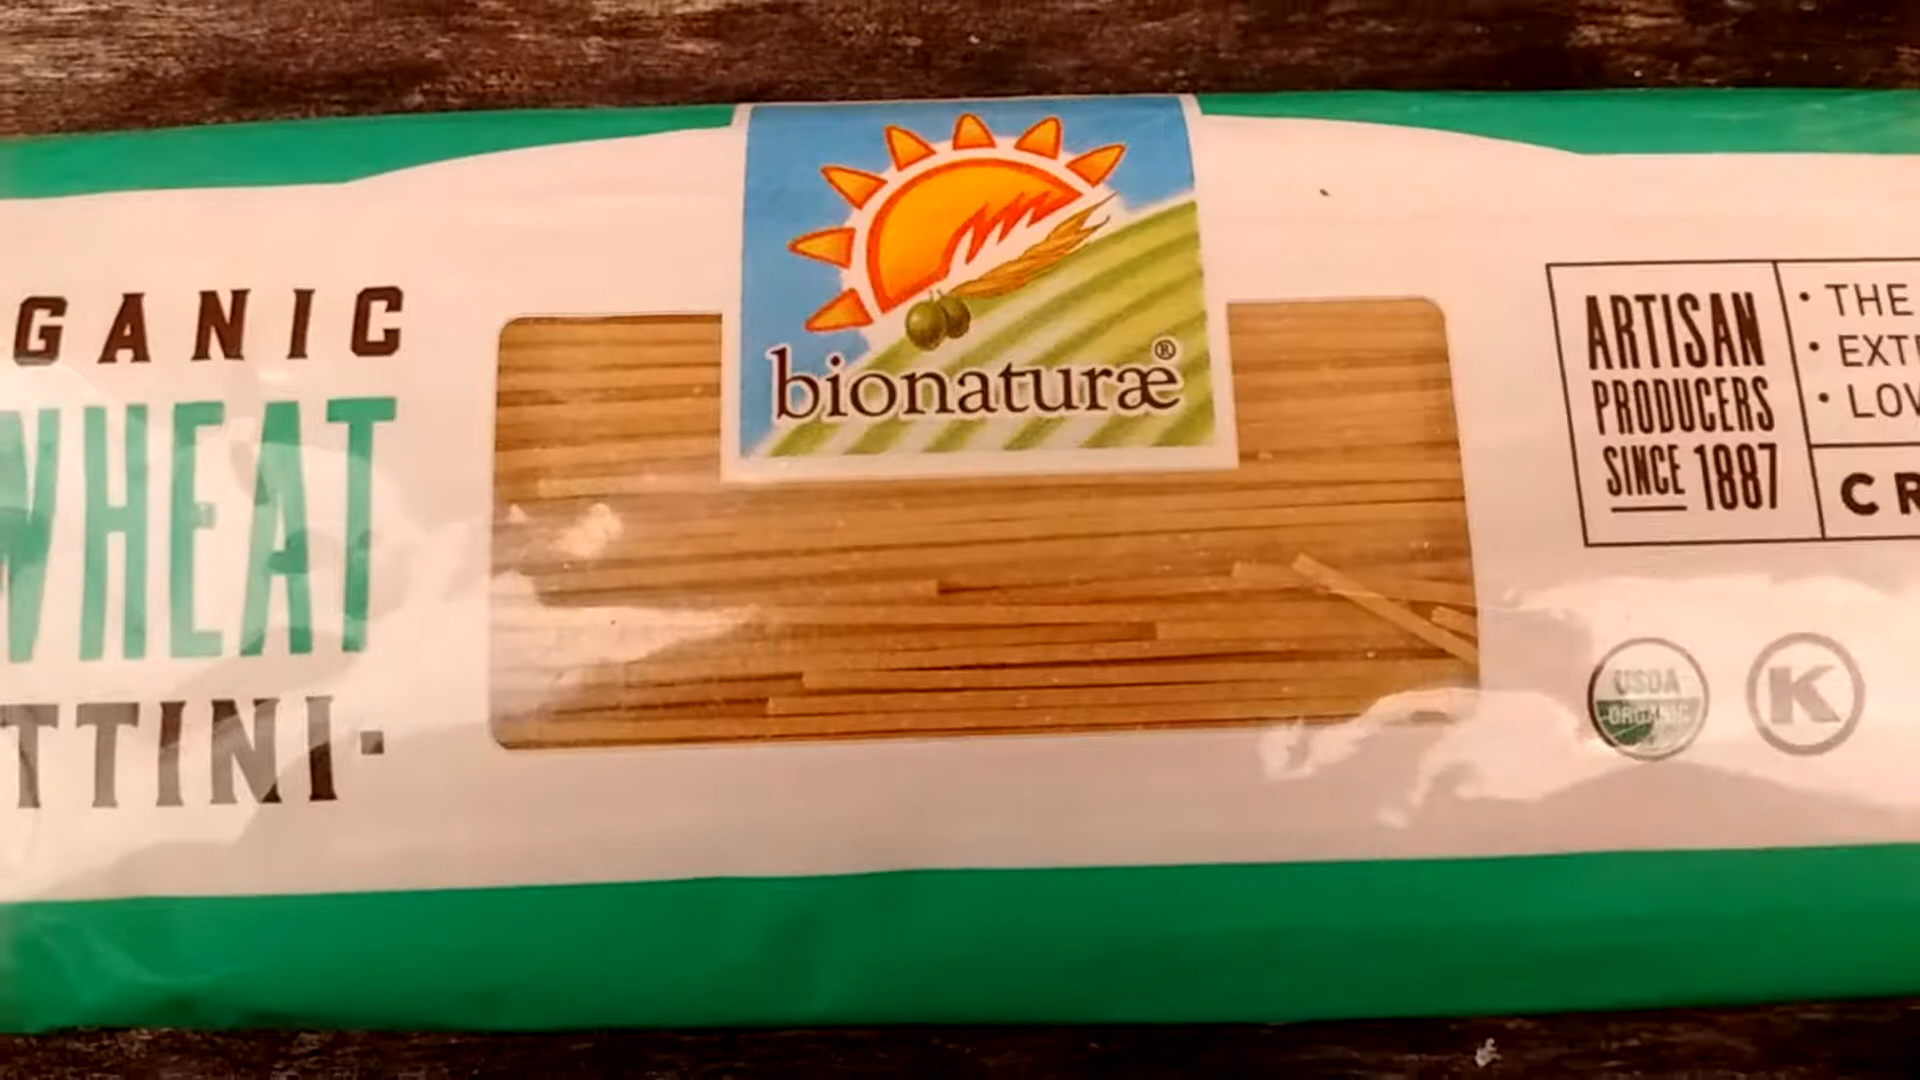 GANIC
WHEAT
TTINI·
bionaturæ®
ARTISAN
PRODUCERS
SINCE 1887
• THE
• EXT
• LOV
CR
USDA
ORGANIC
K